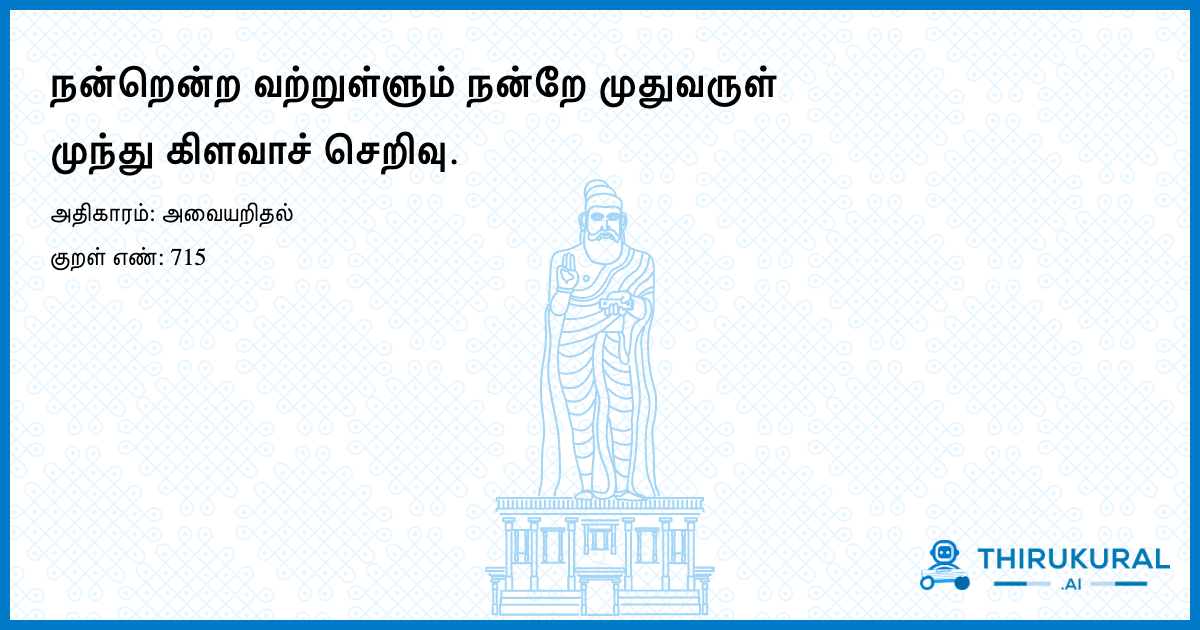 நன்றென்ற வற்றுள்ளும் நன்றே முதுவருள்
முந்து கிளவாச் செறிவு.
அதிகாரம்: அவையறிதல்
குறள் எண்: 715
THIRUKURAL
.AI